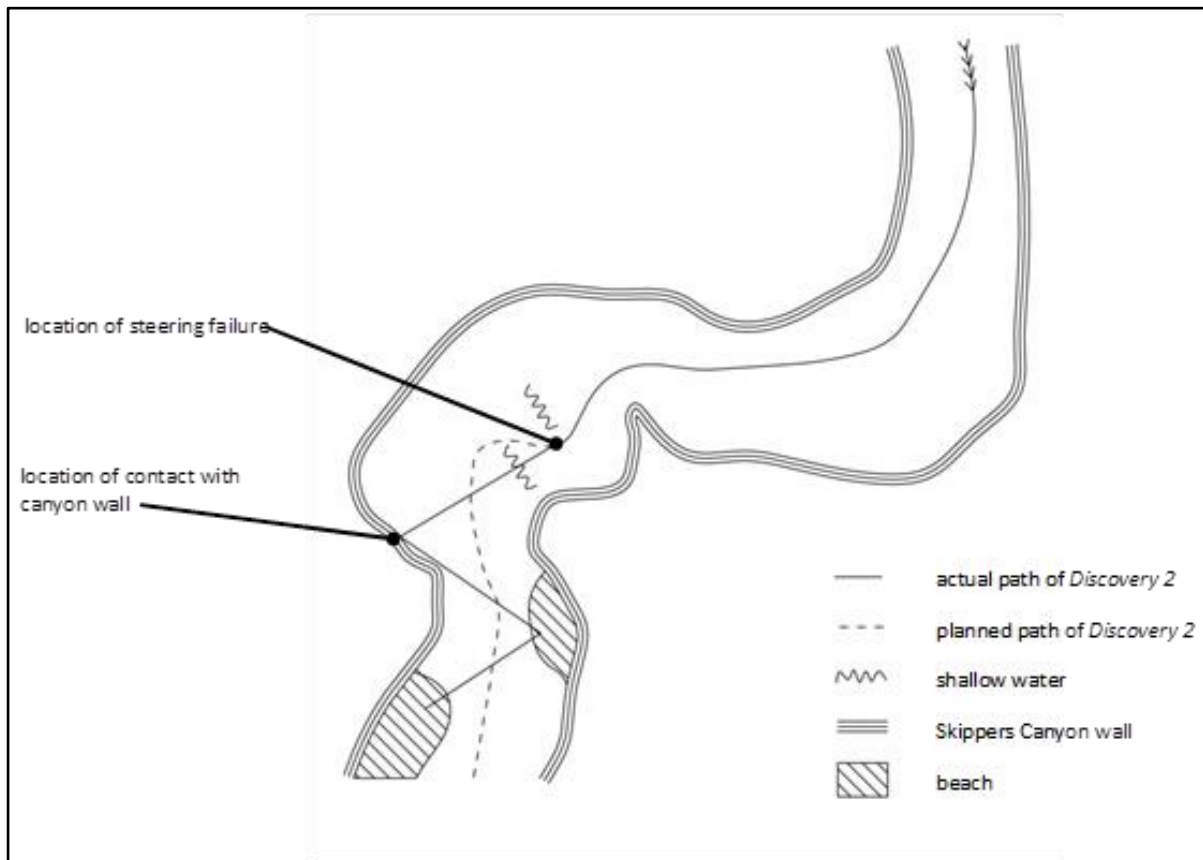 location of steering failure
location of contact with
canyon wall
actual path of Discovery 2
planned path of Discovery 2
shallow water
Skippers Canyon wall
beach